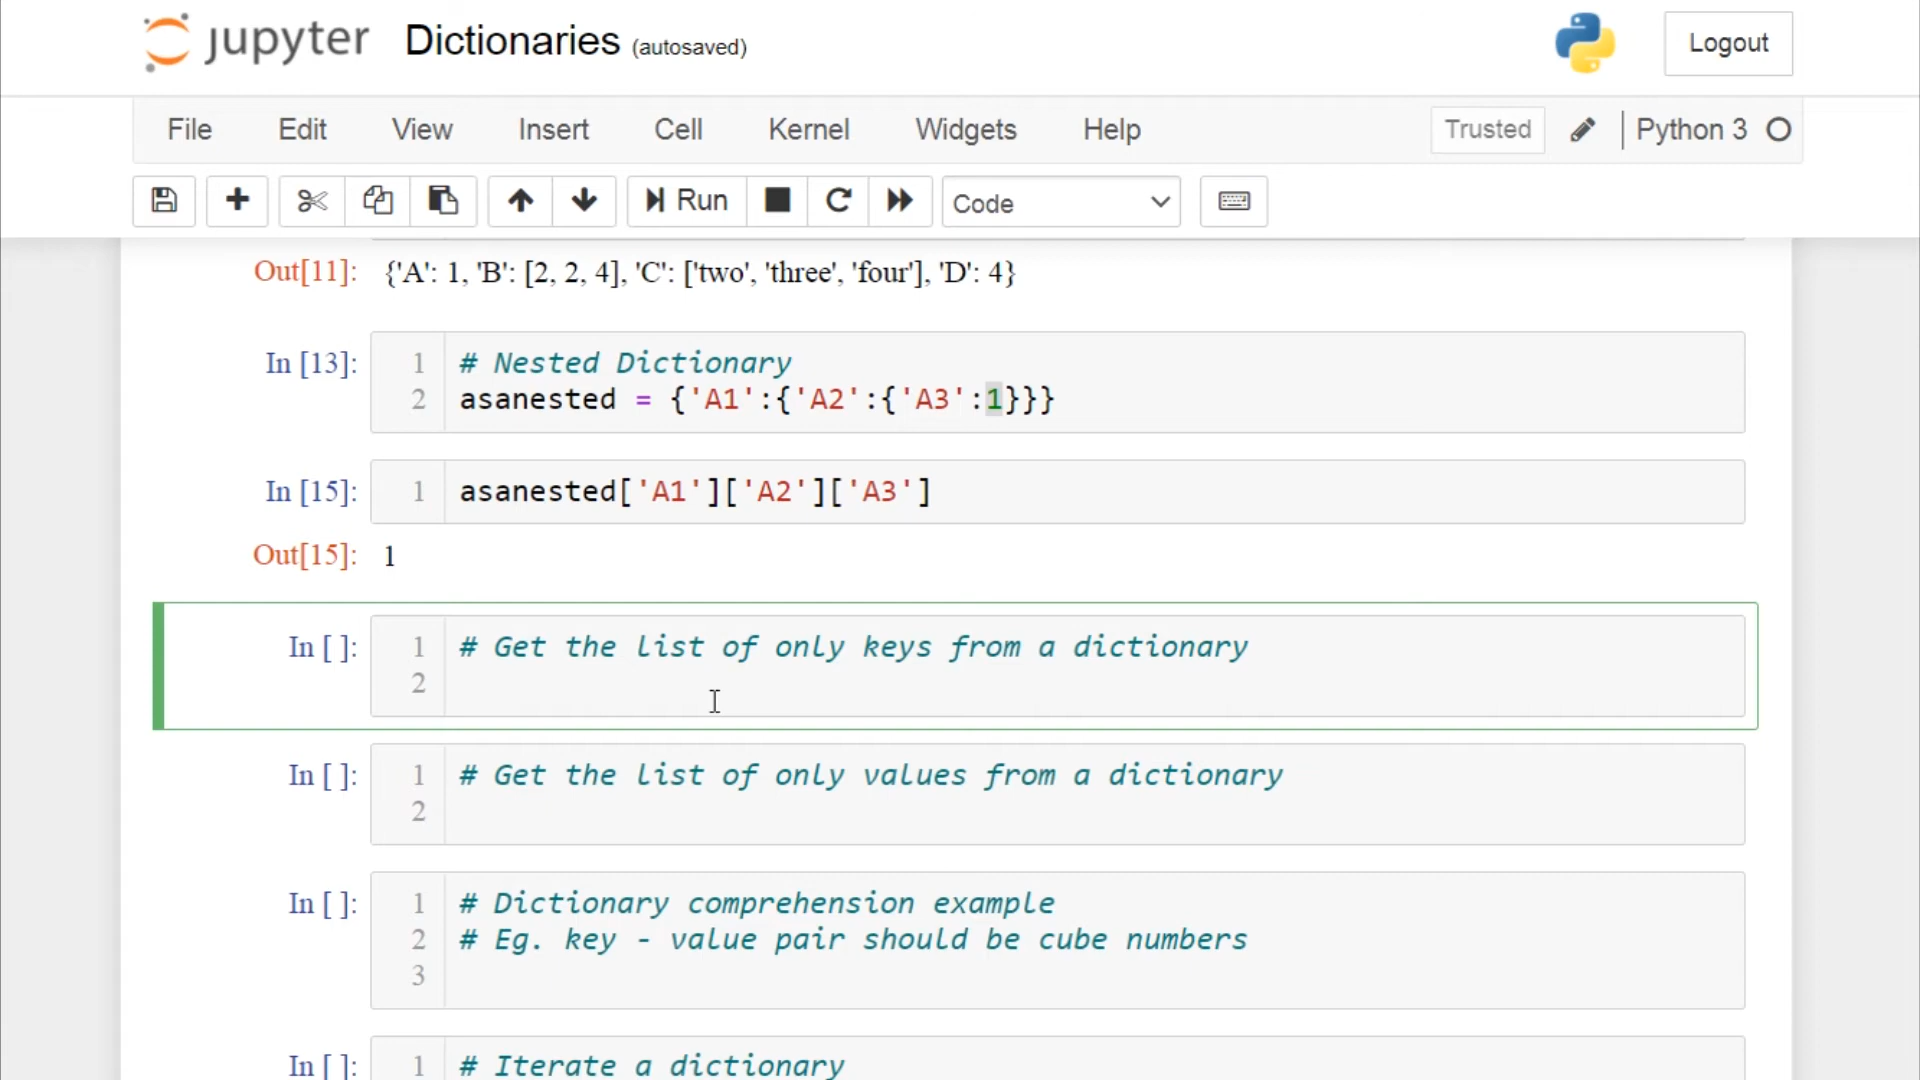 jupyter Dictionaries (autosaved) Logout
File Edit View Insert Cell Kernel Widgets Help Trusted Python 3
Run Code
Out[11]: {'A': 1, 'B': [2, 2, 4], 'C': ['two', 'three', 'four'], 'D': 4}
In [13]: 1 # Nested Dictionary
2 asanested = {'A1':{'A2':{'A3':1}}}
In [15]: 1 asanested['A1']['A2']['A3']
Out[15]: 1
In [ ]: 1 # Get the list of only keys from a dictionary
2
In [ ]: 1 # Get the list of only values from a dictionary
2
In [ ]: 1 # Dictionary comprehension example
2 # Eg. key - value pair should be cube numbers
3
In [ ]: 1 # Iterate a dictionary